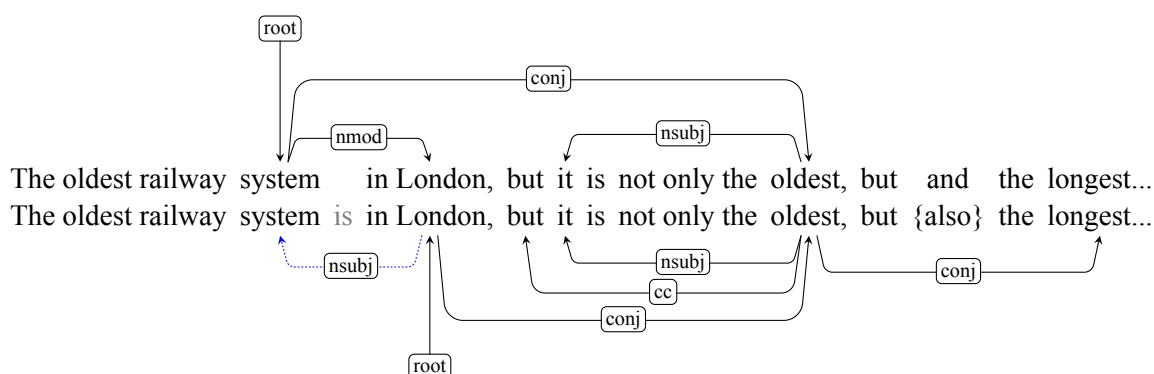 root
conj
nmod nsubj
The oldest railway system in London, but it is not only the oldest, but and the longest...
The oldest railway system is in London, but it is not only the oldest, but {also} the longest...
nsubj nsubj conj
cc
conj
root